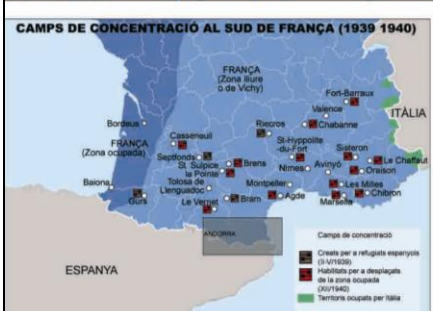 CAMPS DE CONCENTRACIÓ AL SUD DE FRANÇA (1939 1940)
FRANÇA
(Zona lliure
o de Vichy)
Fort-Barraux
ITÀLIA
Valence
Chabanne
Bordeus
Riecros
Casseneuil
FRANÇA
(Zona ocupada)
St-Hyppolite
-du-Fort
Sisteron
Septfonds
Brens
Le Chaffaut
St. Sulpice
la Pointe
Avinyó
Oraison
Nimes
Tolosa de
Llenguadoc
Montpeller
Les Milles
Baiona
Gurs
Chibron
Le Vernet
Bram
Agde
Marsella
ANDORRA
ESPANYA
Camps de concentració
Creats per a refugiats espanyols
(II-V/1939)
Habilitats per a desplaçats
de la zona ocupada
(XI/1940)
Territoris ocupats per Itàlia